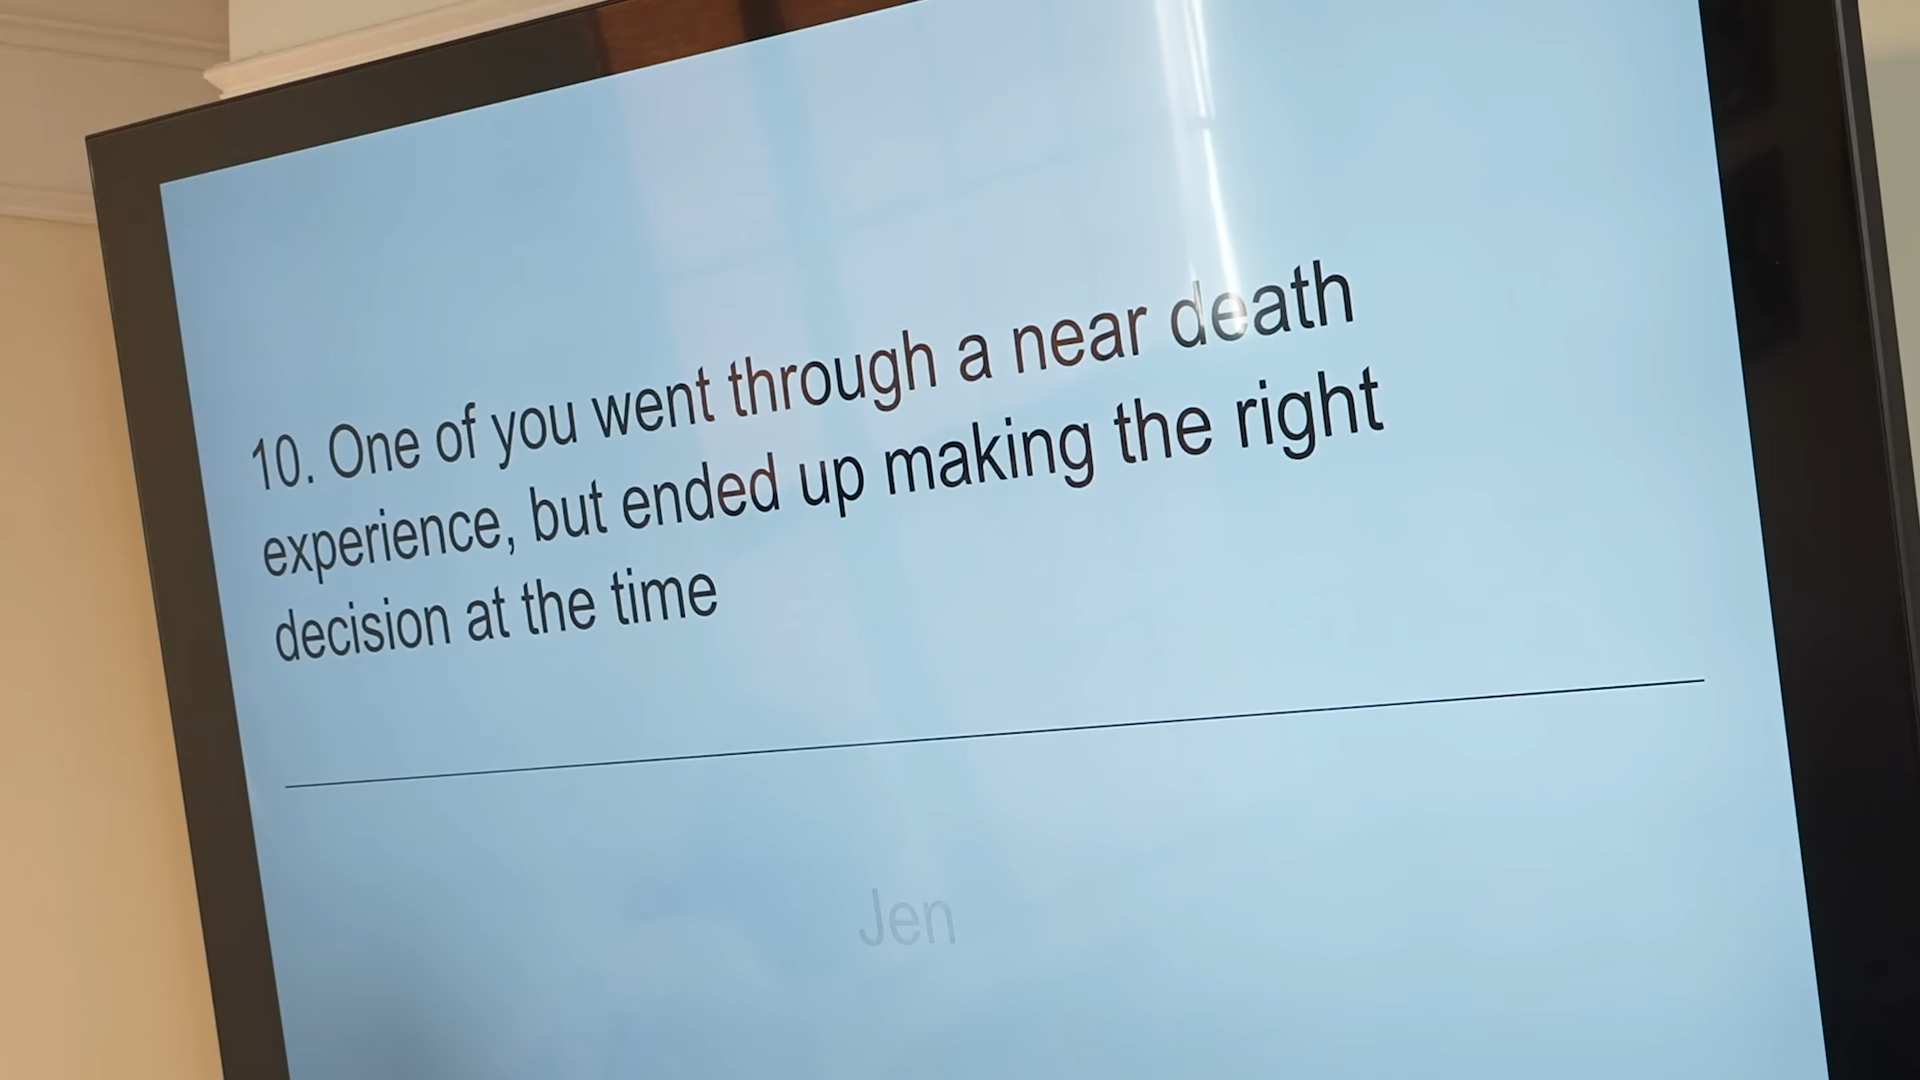 10. One of you went through a near death
experience, but ended up making the right
decision at the time
Jen